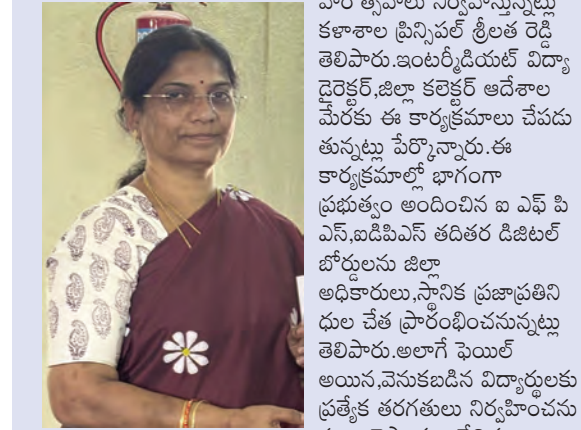 నిర్వహిస్తున్నట్లు
కళాశాల ప్రిన్సిపల్ శ్రీలత రెడ్డి
తెలిపారు.ఇంటర్మీడియట్ విద్యా
డైరెక్టర్,జిల్లా కలెక్టర్ ఆదేశాల
మేరకు ఈ కార్యక్రమాలు చేపడు
తున్నట్లు పేర్కొన్నారు.ఈ
కార్యక్రమాల్లో భాగంగా
ప్రభుత్వం అందించిన ఐ ఎఫ్ పి
ఎస్,ఐడిపిఎస్ తదితర డిజిటల్
బోర్డులను జిల్లా
అధికారులు,స్థానిక ప్రజాప్రతిని
ధుల చేత ప్రారంభించనున్నట్లు
తెలిపారు.అలాగే ఫెయిల్
అయిన,వెనుకబడిన విద్యార్థులకు
ప్రత్యేక తరగతులు నిర్వహించను